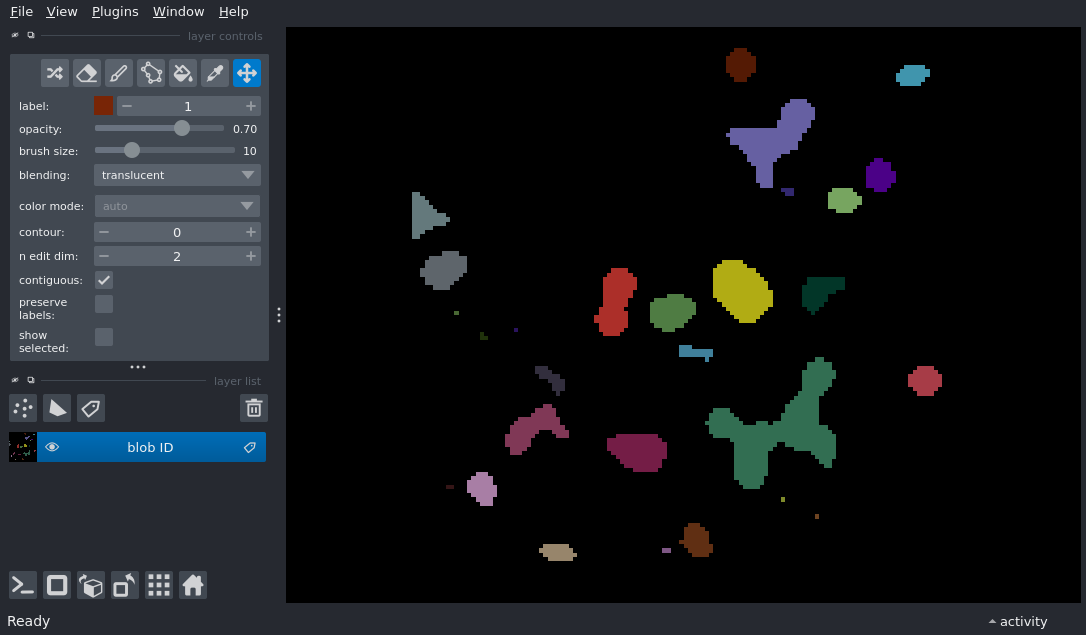 File View Plugins Window Help
layer controls
label: 1
opacity: 0.70
brush size: 10
blending: translucent
color mode: auto
contour: 0
n edit dim: 2
contiguous:
preserve
labels:
show
selected:
layer list
blob ID
Ready
activity